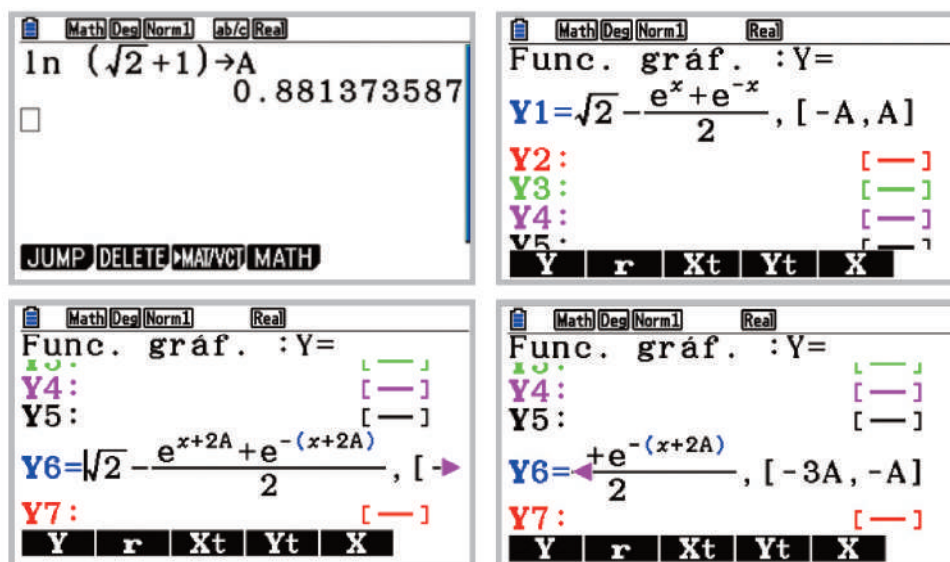 Math Deg Norm1 ab/c Real
ln (√2+1)→A
0.881373587
JUMP DELETE ▶MAT/VCT MATH
Math Deg Norm1 Real
Func. gráf. :Y=
Y1=√2-(e^x+e^-x)/2, [-A,A]
Y2: [—]
Y3: [—]
Y4: [—]
Y5: [—]
Y r Xt Yt X
Math Deg Norm1 Real
Func. gráf. :Y=
Y3: [—]
Y4: [—]
Y5: [—]
Y6=√2-(e^(x+2A)+e^-(x+2A))/2, [-▶
Y7: [—]
Y r Xt Yt X
Math Deg Norm1 Real
Func. gráf. :Y=
Y3: [—]
Y4: [—]
Y5: [—]
Y6=◀+e^-(x+2A)/2, [-3A,-A]
Y7: [—]
Y r Xt Yt X